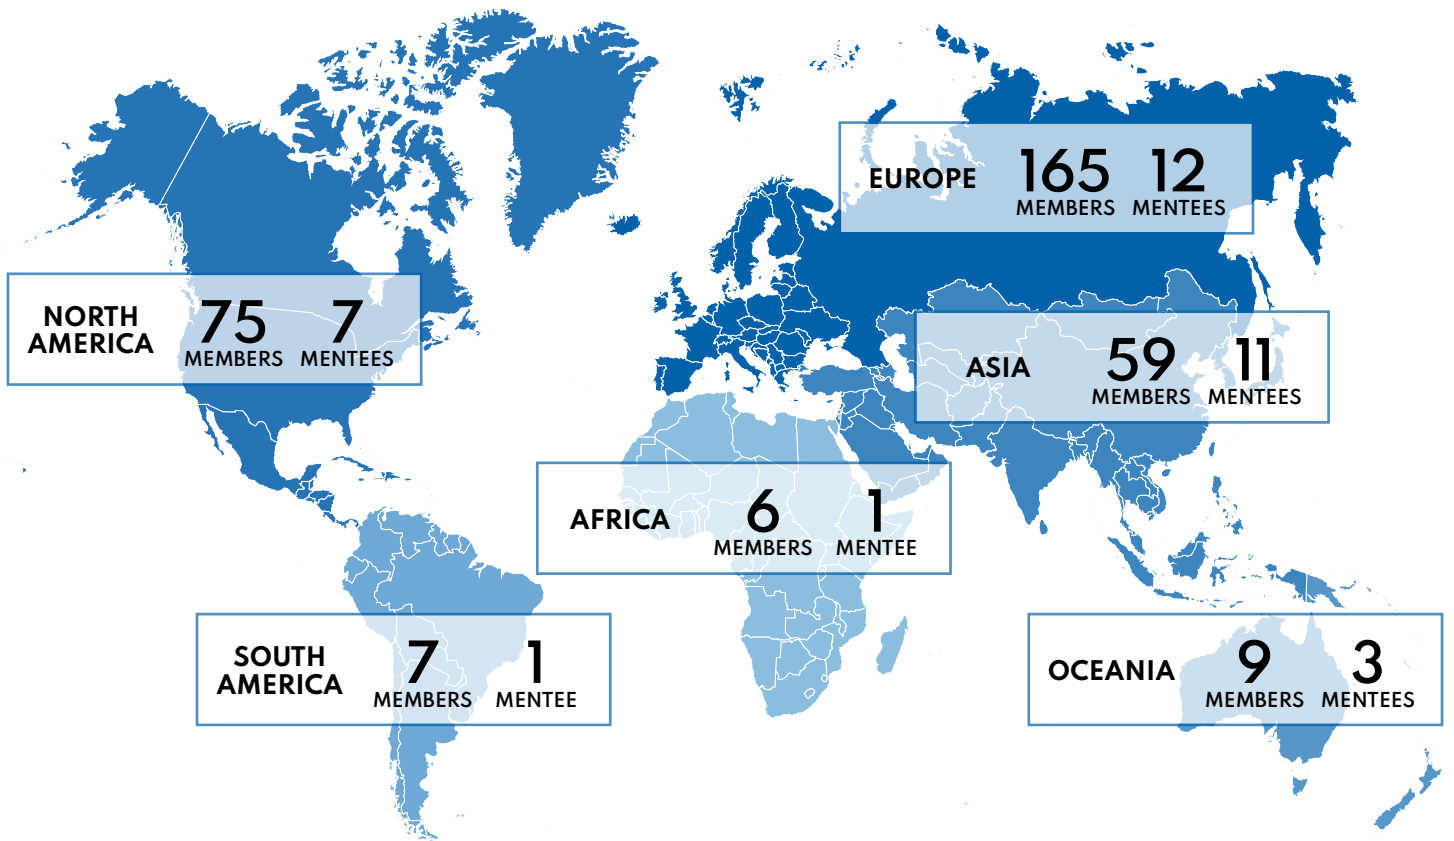 EUROPE
165 12
MEMBERS MENTEES
NORTH
AMERICA
75 7
MEMBERS MENTEES
ASIA
59 11
MEMBERS MENTEES
AFRICA
6 1
MEMBERS MENTEE
SOUTH
AMERICA
7 1
MEMBERS MENTEE
OCEANIA
9 3
MEMBERS MENTEES